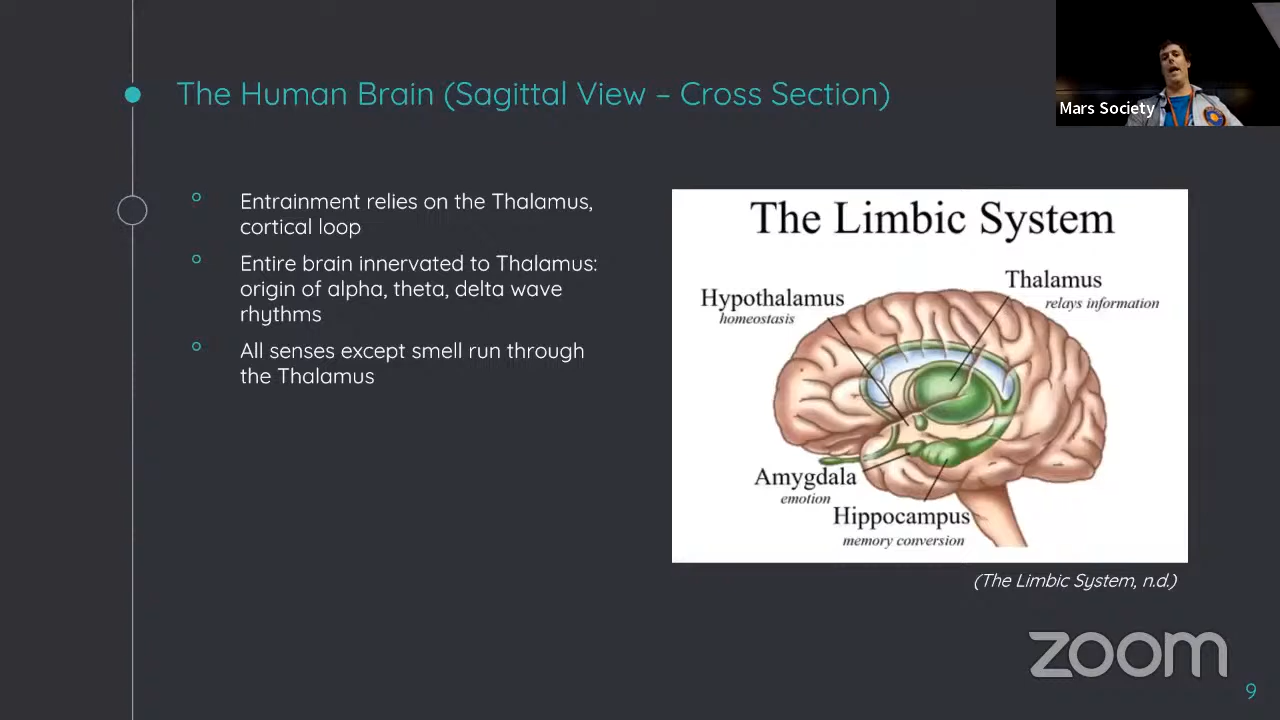 The Human Brain (Sagittal View – Cross Section)
Mars Society
Entrainment relies on the Thalamus,
cortical loop
Entire brain innervated to Thalamus:
origin of alpha, theta, delta wave
rhythms
All senses except smell run through
the Thalamus
The Limbic System
Thalamus
relays information
Hypothalamus
homeostasis
Amygdala
emotion
Hippocampus
memory conversion
(The Limbic System, n.d.)
zoom
9